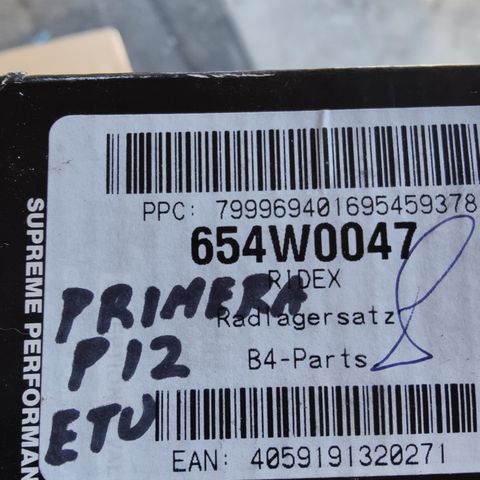 SUPREME PERFORMAN
PPC: 799969401695459378
654W0047
RIDEX
Radlagersatz
B4-Parts
PRIMERA
P12
ETU
EAN: 4059191320271